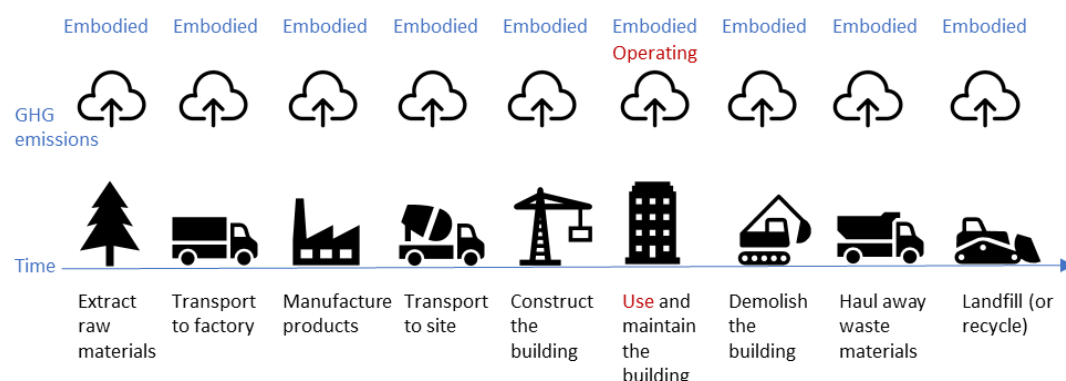 Embodied Embodied Embodied Embodied Embodied Embodied Embodied Embodied Embodied
Operating
GHG
emissions
Time
Extract
raw
materials
Transport
to factory
Manufacture
products
Transport
to site
Construct
the
building
Use and
maintain
the
building
Demolish
the
building
Haul away
waste
materials
Landfill (or
recycle)